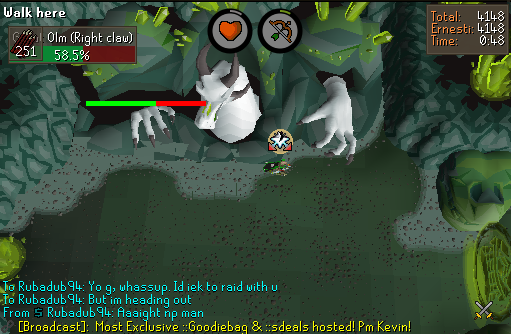 Walk here
Olm (Right claw)
251
58.5%
Total: 4148
Ernesti: 4148
Time: 0:48
To Rubadub94: Yo g, whassup. Id iek to raid with u
To Rubadub94: But im heading out
From S Rubadub94: Aaaight np man
[Broadcast]: Most Exclusive ::Goodiebag & ::sdeals hosted! Pm Kevin!